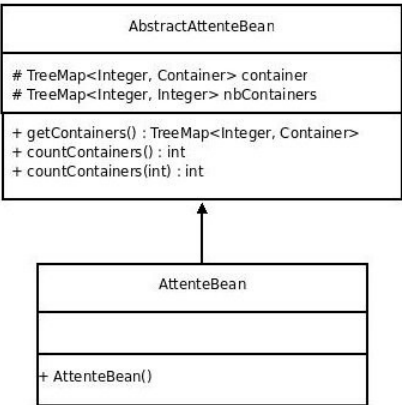 AbstractAttenteBean
# TreeMap<Integer, Container> container
# TreeMap<Integer, Integer> nbContainers
+ getContainers() : TreeMap<Integer, Container>
+ countContainers() : int
+ countContainers(int) : int
AttenteBean
+ AttenteBean()